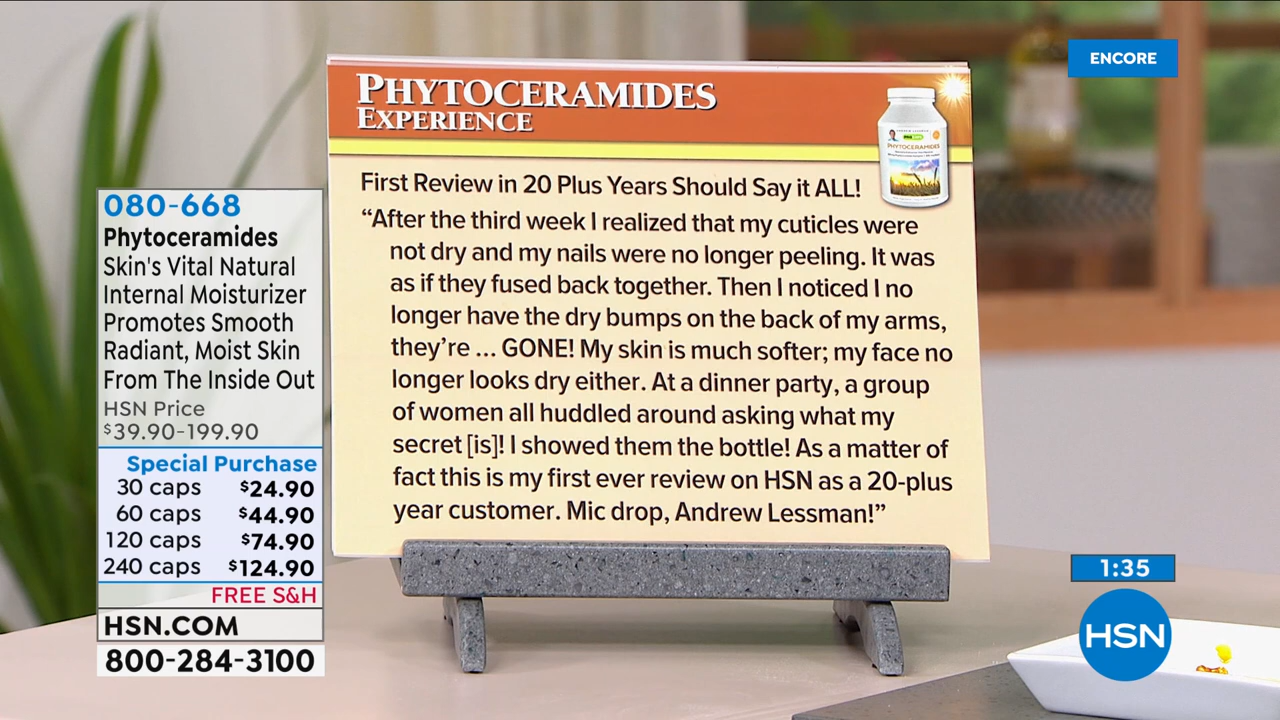 ENCORE
PHYTOCERAMIDES
EXPERIENCE
PHYTOCERAMIDES
First Review in 20 Plus Years Should Say it ALL!
“After the third week I realized that my cuticles were
not dry and my nails were no longer peeling. It was
as if they fused back together. Then I noticed I no
longer have the dry bumps on the back of my arms,
they're ... GONE! My skin is much softer; my face no
longer looks dry either. At a dinner party, a group
of women all huddled around asking what my
secret [is]! I showed them the bottle! As a matter of
fact this is my first ever review on HSN as a 20-plus
year customer. Mic drop, Andrew Lessman!”
080-668
Phytoceramides
Skin's Vital Natural
Internal Moisturizer
Promotes Smooth
Radiant, Moist Skin
From The Inside Out
HSN Price
$39.90-199.90
Special Purchase
30 caps $24.90
60 caps $44.90
120 caps $74.90
240 caps $124.90
FREE S&H
HSN.COM
800-284-3100
1:35
HSN